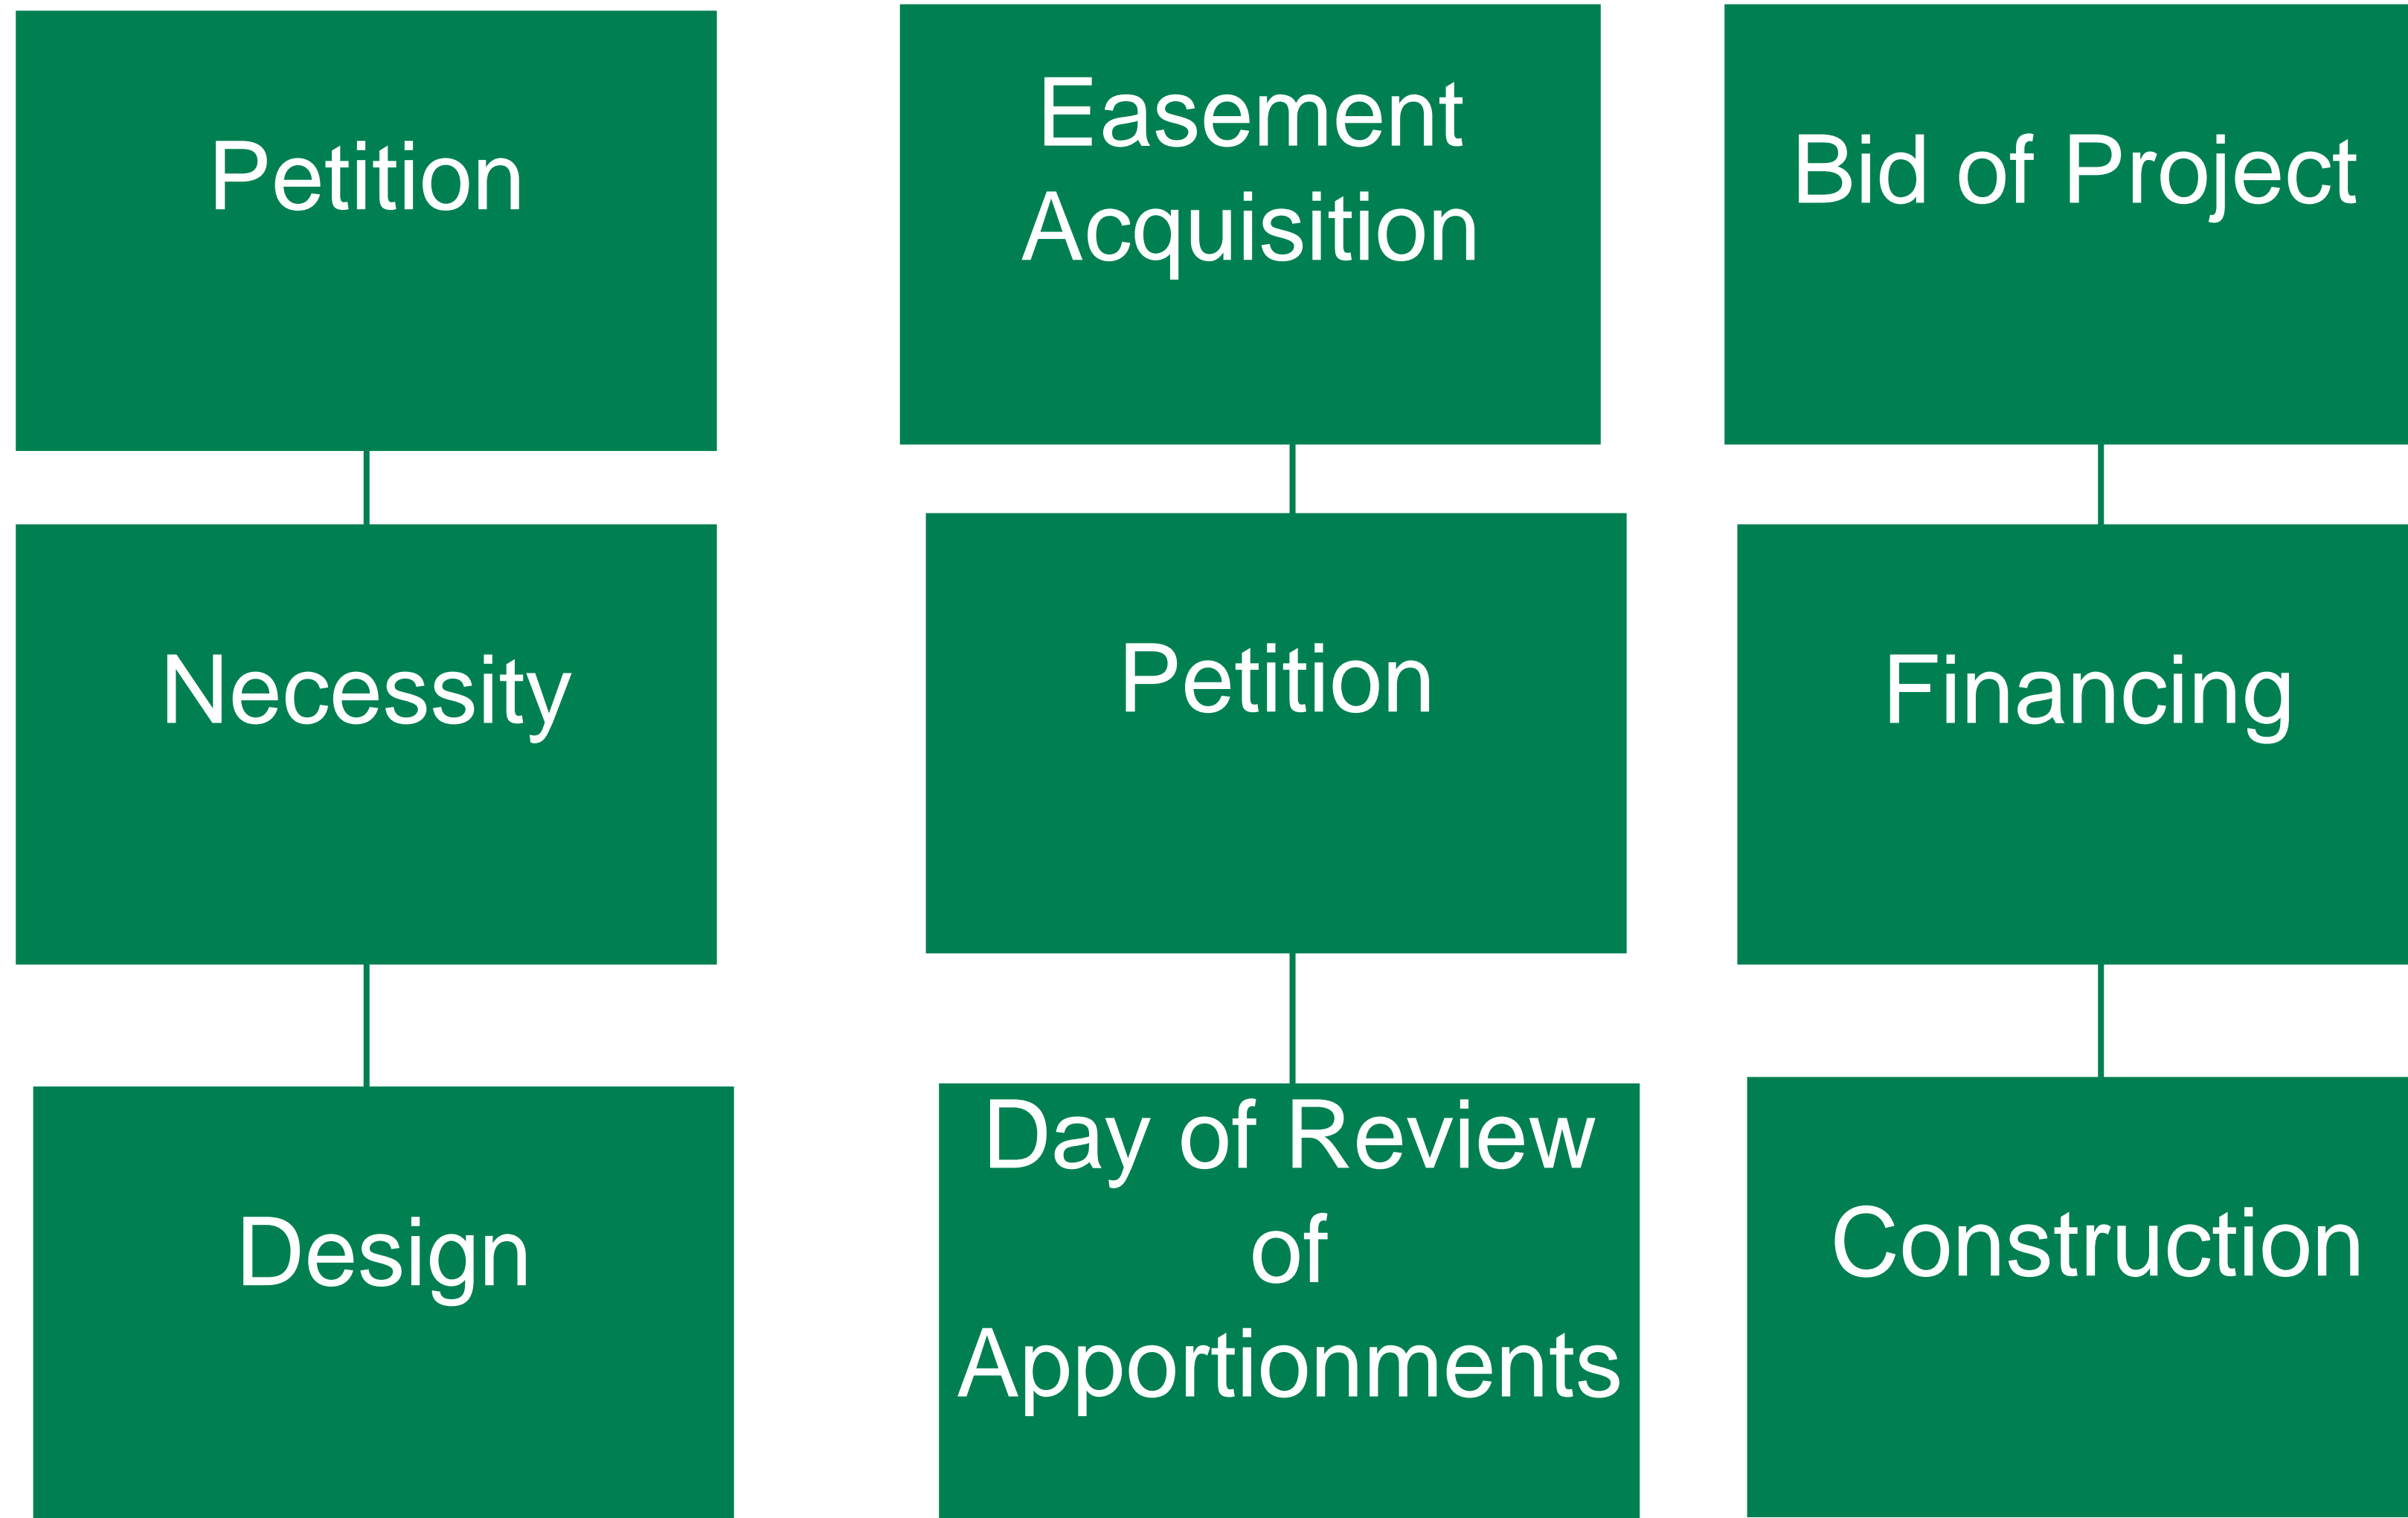 Petition
Necessity
Design
Easement
Acquisition
Petition
Day of Review
of
Apportionments
Bid of Project
Financing
Construction